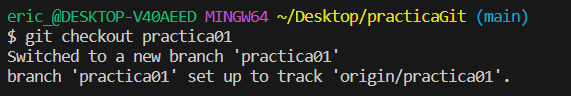 eric_@DESKTOP-V40AEED MINGW64 ~/Desktop/practicaGit (main)
$ git checkout practica01
Switched to a new branch 'practica01'
branch 'practica01' set up to track 'origin/practica01'.